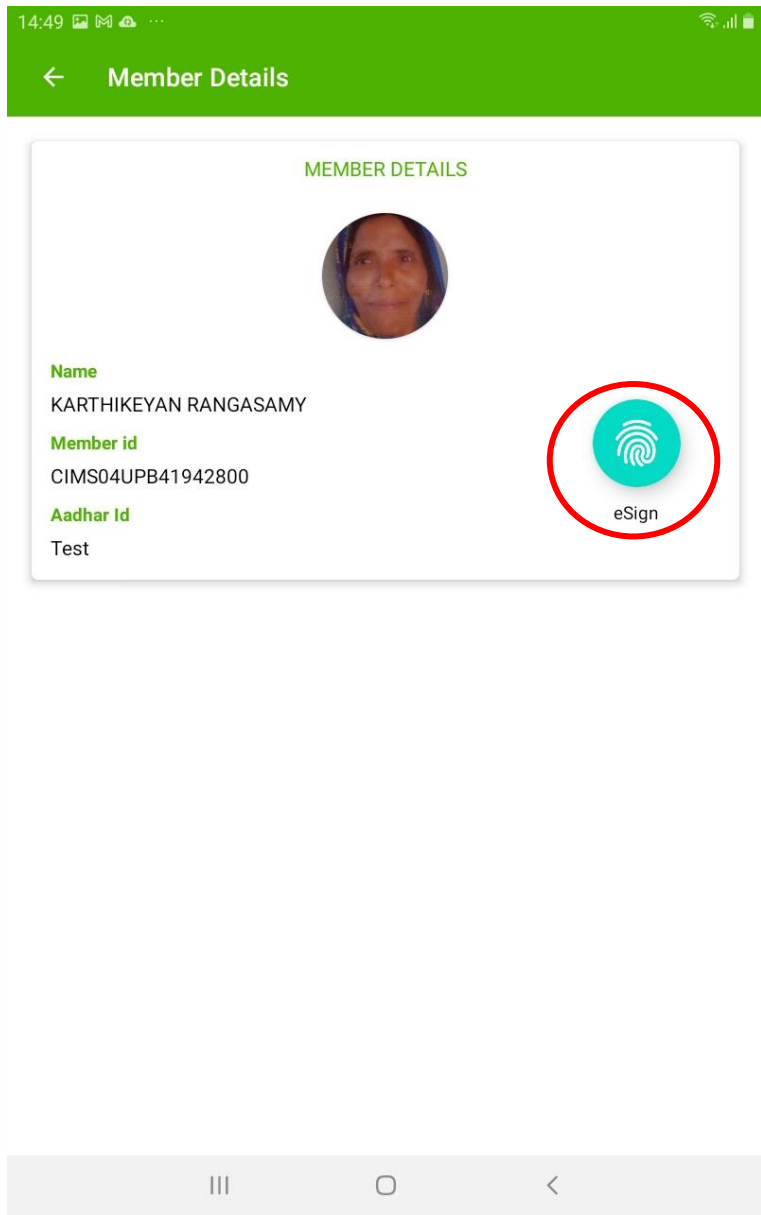 14:49
Member Details
MEMBER DETAILS
Name
KARTHIKEYAN RANGASAMY
Member id
CIMS04UPB41942800
Aadhar Id
eSign
Test